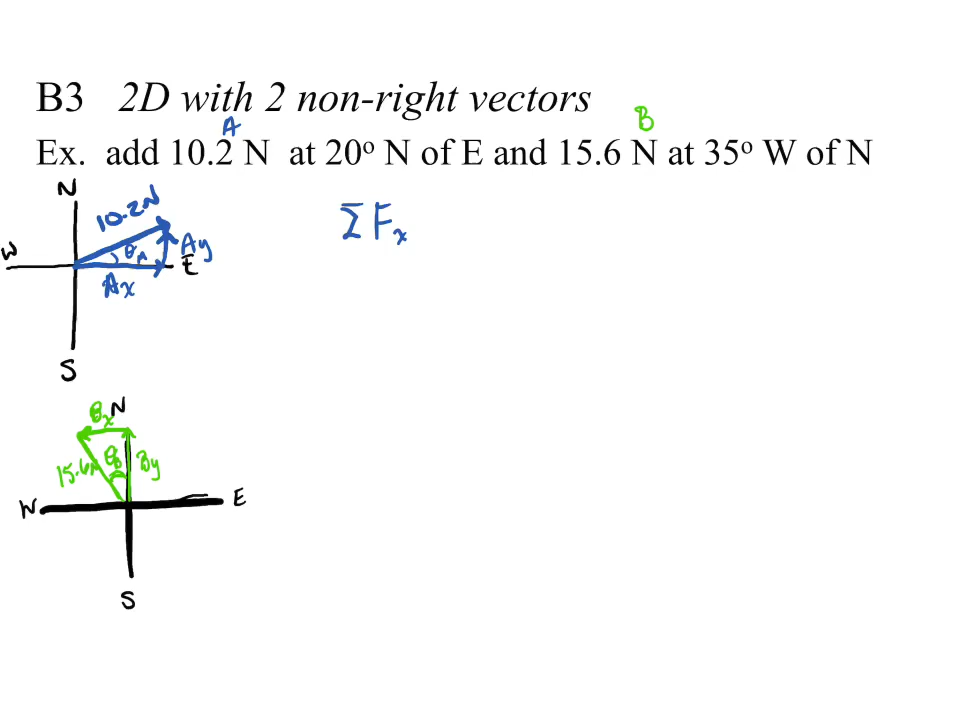 B3 2D with 2 non-right vectors
A B
Ex. add 10.2 N at 20° N of E and 15.6 N at 35° W of N
N
10.2N
ΣFx
W θA Ay
E
Ax
S
Bx N
15.6N θB By
W E
S